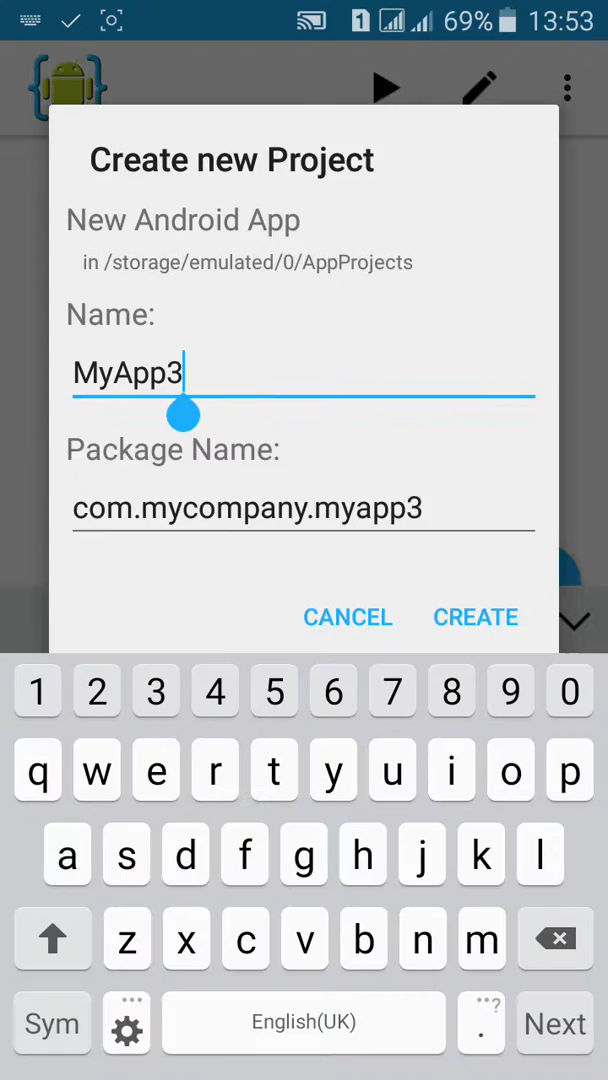 1 69% 13:53
Create new Project
New Android App
in /storage/emulated/0/AppProjects
Name:
MyApp3
Package Name:
com.mycompany.myapp3
CANCEL CREATE
1 2 3 4 5 6 7 8 9 0
q w e r t y u i o p
a s d f g h j k l
z x c v b n m
Sym English(UK) ...? . Next